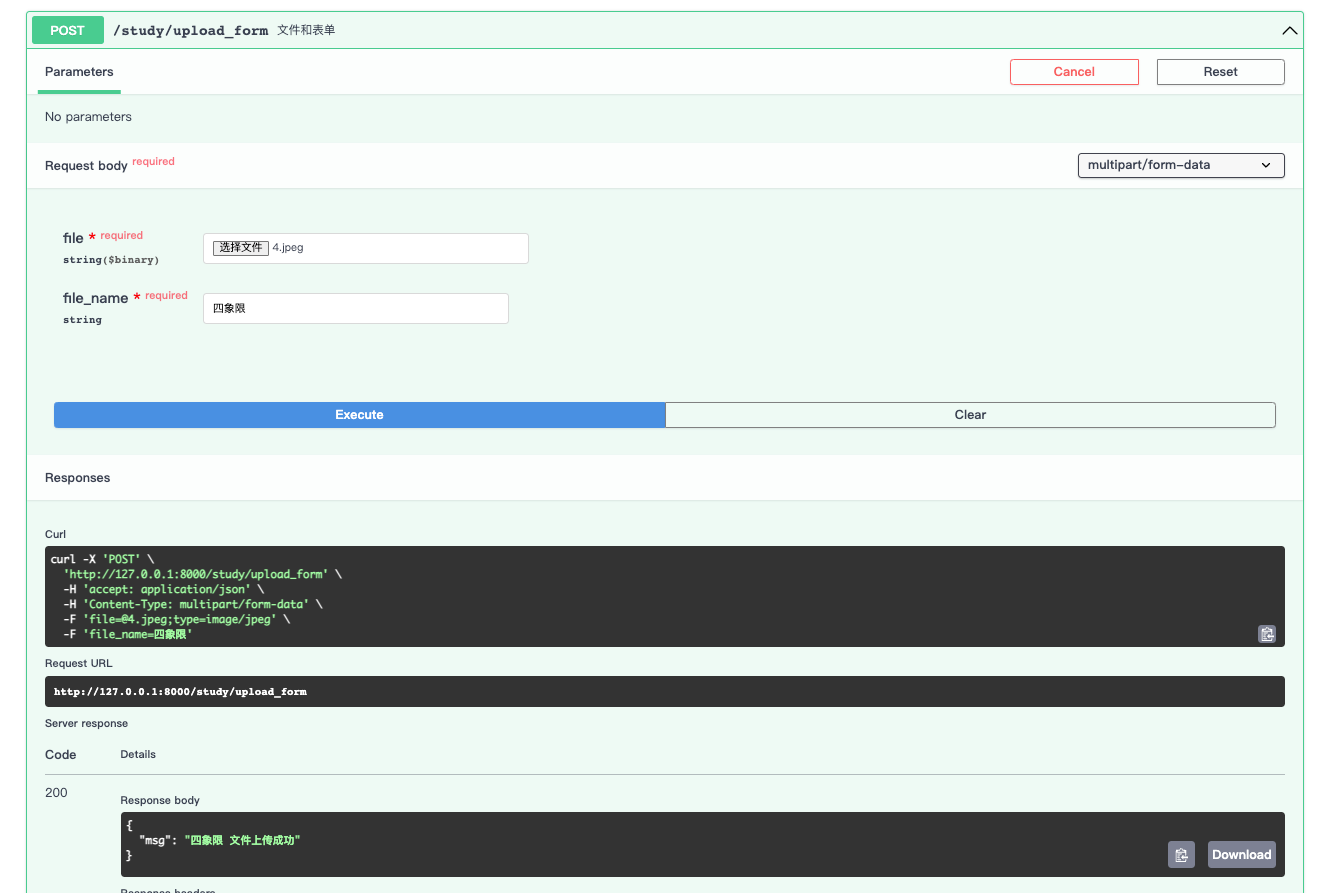 POST /study/upload_form 文件和表单
Parameters
Cancel
Reset
No parameters
Request body required
multipart/form-data
file * required
string($binary)
选择文件 4.jpeg
file_name * required
string
四象限
Execute
Clear
Responses
Curl
curl -X 'POST' \
'http://127.0.0.1:8000/study/upload_form' \
-H 'accept: application/json' \
-H 'Content-Type: multipart/form-data' \
-F 'file=@4.jpeg;type=image/jpeg' \
-F 'file_name=四象限'
Request URL
http://127.0.0.1:8000/study/upload_form
Server response
Code Details
200
Response body
{
"msg": "四象限 文件上传成功"
}
Download
Response headers